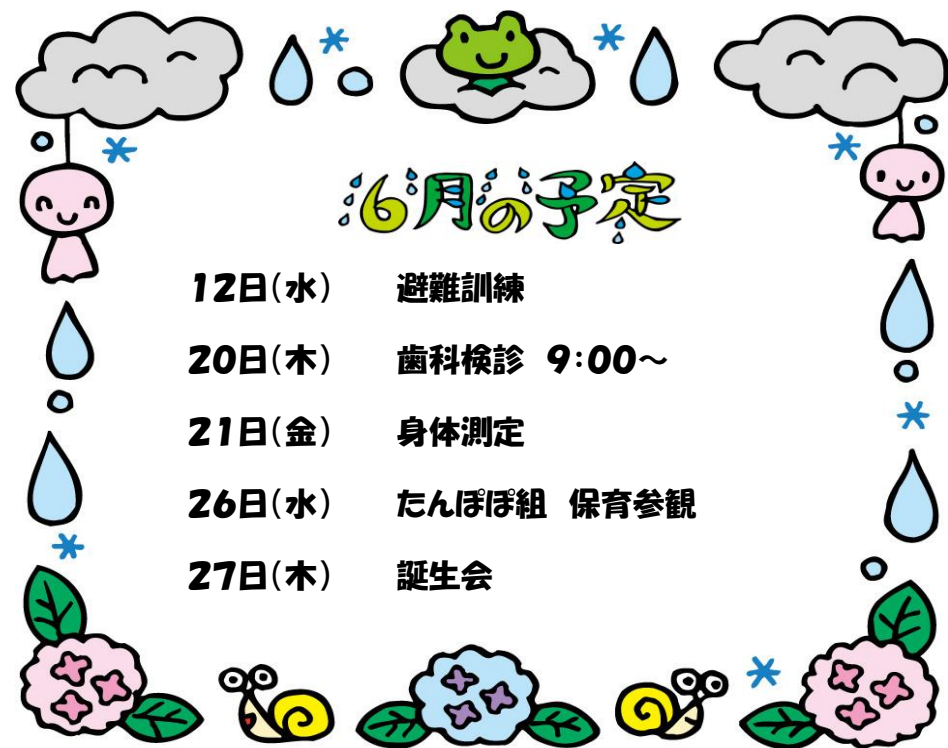 6月の予定
12日(水) 避難訓練
20日(木) 歯科検診 9:00～
21日(金) 身体測定
26日(水) たんぽぽ組 保育参観
27日(木) 誕生会